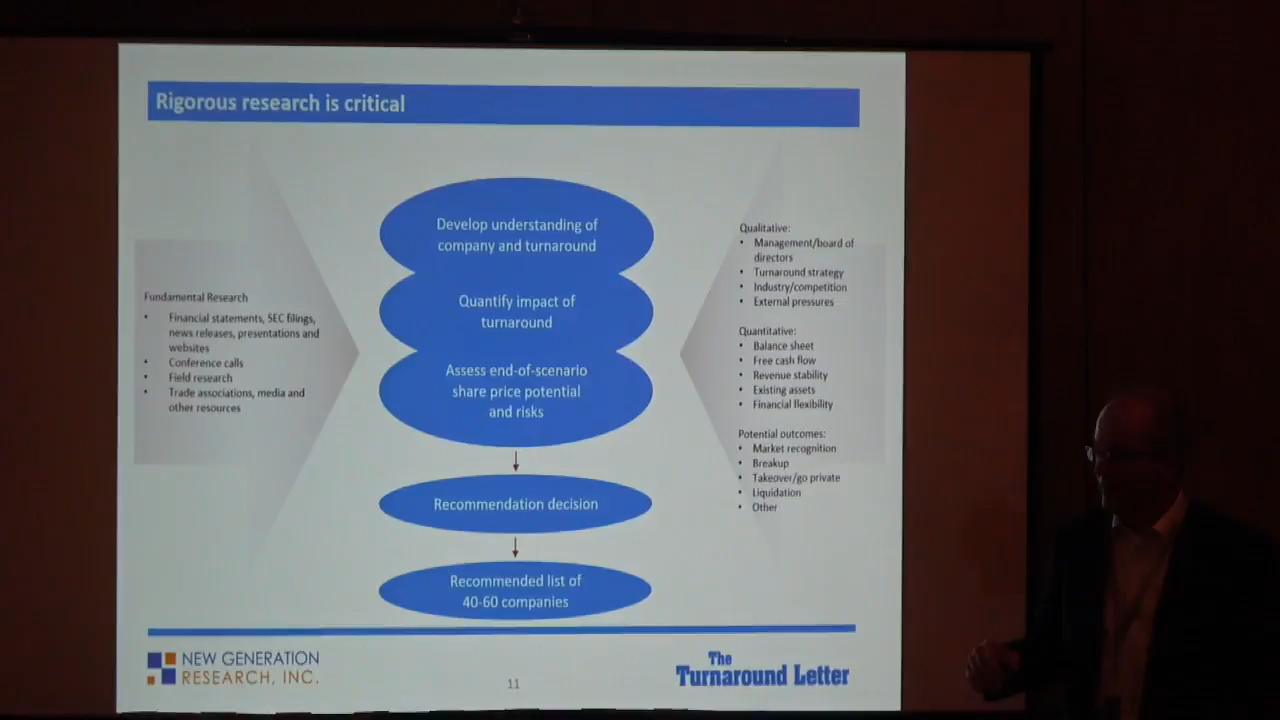 Rigorous research is critical
Fundamental Research
• Financial statements, SEC filings,
news releases, presentations and
websites
• Conference calls
• Field research
• Trade associations, media and
other resources
Develop understanding of
company and turnaround
Quantify impact of
turnaround
Assess end-of-scenario
share price potential
and risks
Recommendation decision
Recommended list of
40-60 companies
Qualitative:
• Management/board of
directors
• Turnaround strategy
• Industry/competition
• External pressures
Quantitative:
• Balance sheet
• Free cash flow
• Revenue stability
• Existing assets
• Financial flexibility
Potential outcomes:
• Market recognition
• Breakup
• Takeover/go private
• Liquidation
• Other
NEW GENERATION
RESEARCH, INC.
11
The
Turnaround Letter